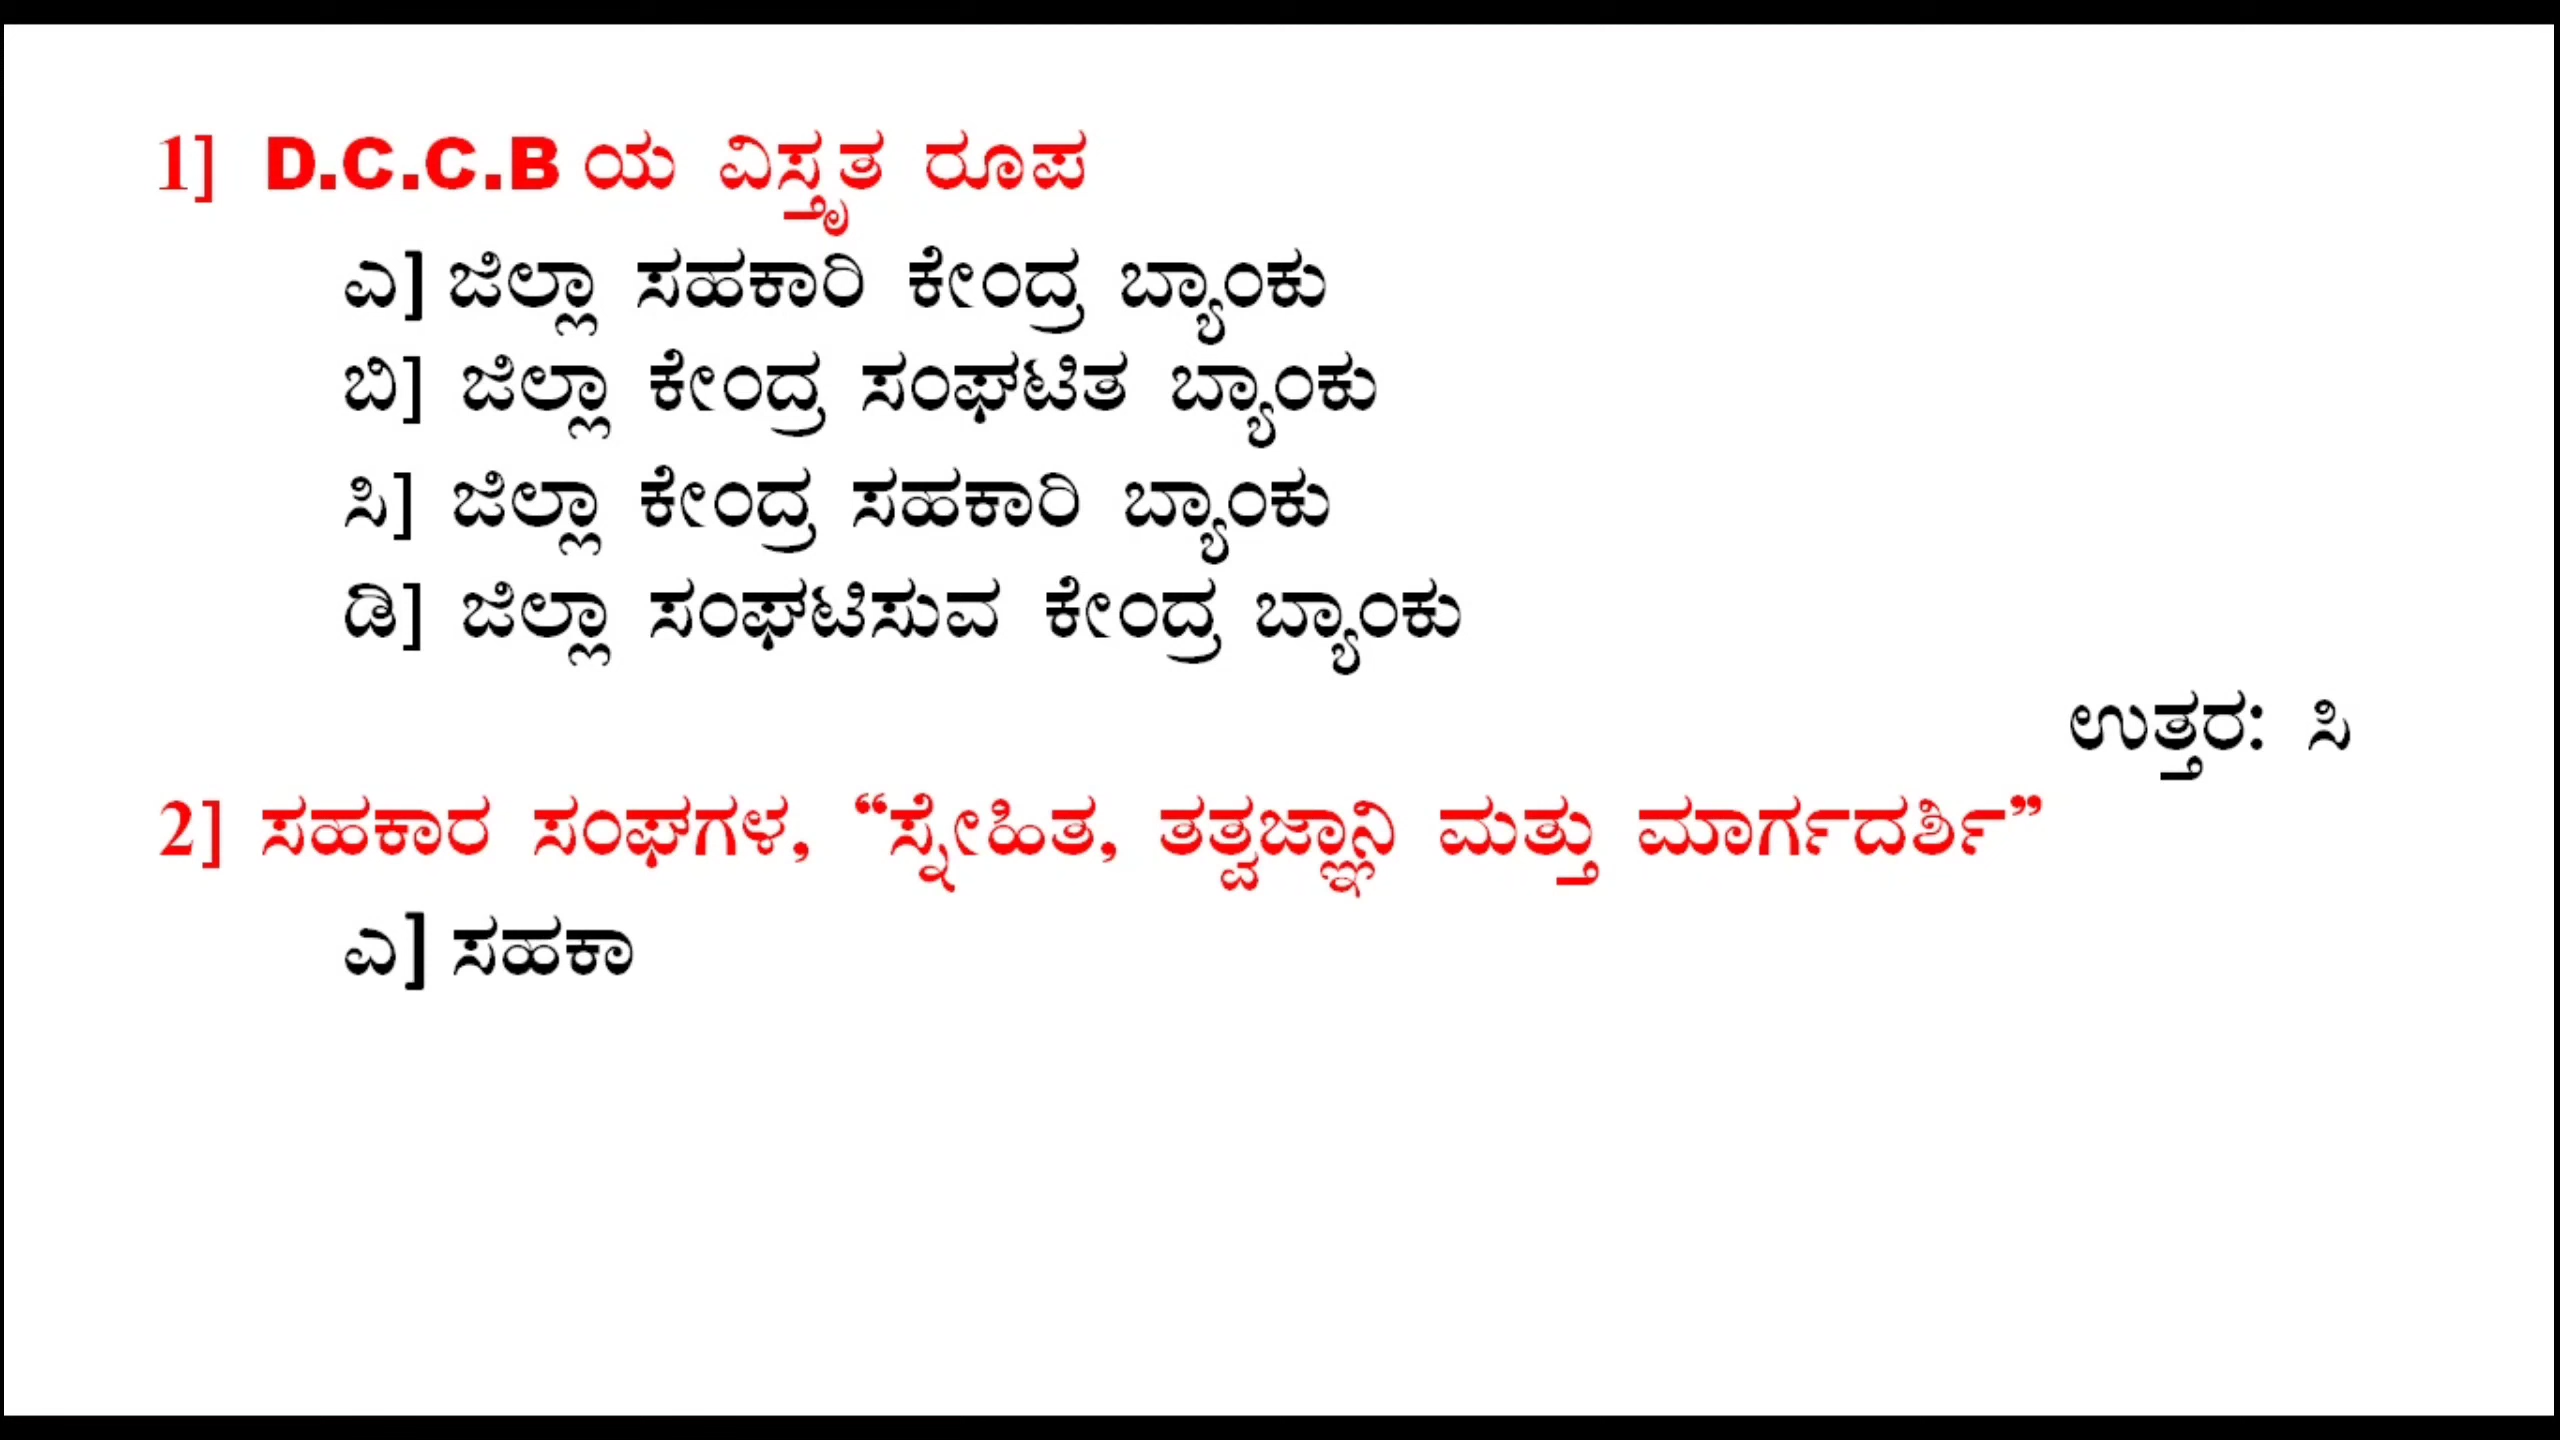 1] D.C.C.B ಯ ವಿಸ್ತೃತ ರೂಪ
ಎ] ಜಿಲ್ಲಾ ಸಹಕಾರಿ ಕೇಂದ್ರ ಬ್ಯಾಂಕು
ಬಿ] ಜಿಲ್ಲಾ ಕೇಂದ್ರ ಸಂಘಟಿತ ಬ್ಯಾಂಕು
ಸಿ] ಜಿಲ್ಲಾ ಕೇಂದ್ರ ಸಹಕಾರಿ ಬ್ಯಾಂಕು
ಡಿ] ಜಿಲ್ಲಾ ಸಂಘಟಿಸುವ ಕೇಂದ್ರ ಬ್ಯಾಂಕು
ಉತ್ತರ: ಸಿ
2] ಸಹಕಾರ ಸಂಘಗಳ, “ಸ್ನೇಹಿತ, ತತ್ವಜ್ಞಾನಿ ಮತ್ತು ಮಾರ್ಗದರ್ಶಿ”
ಎ] ಸಹಕಾ